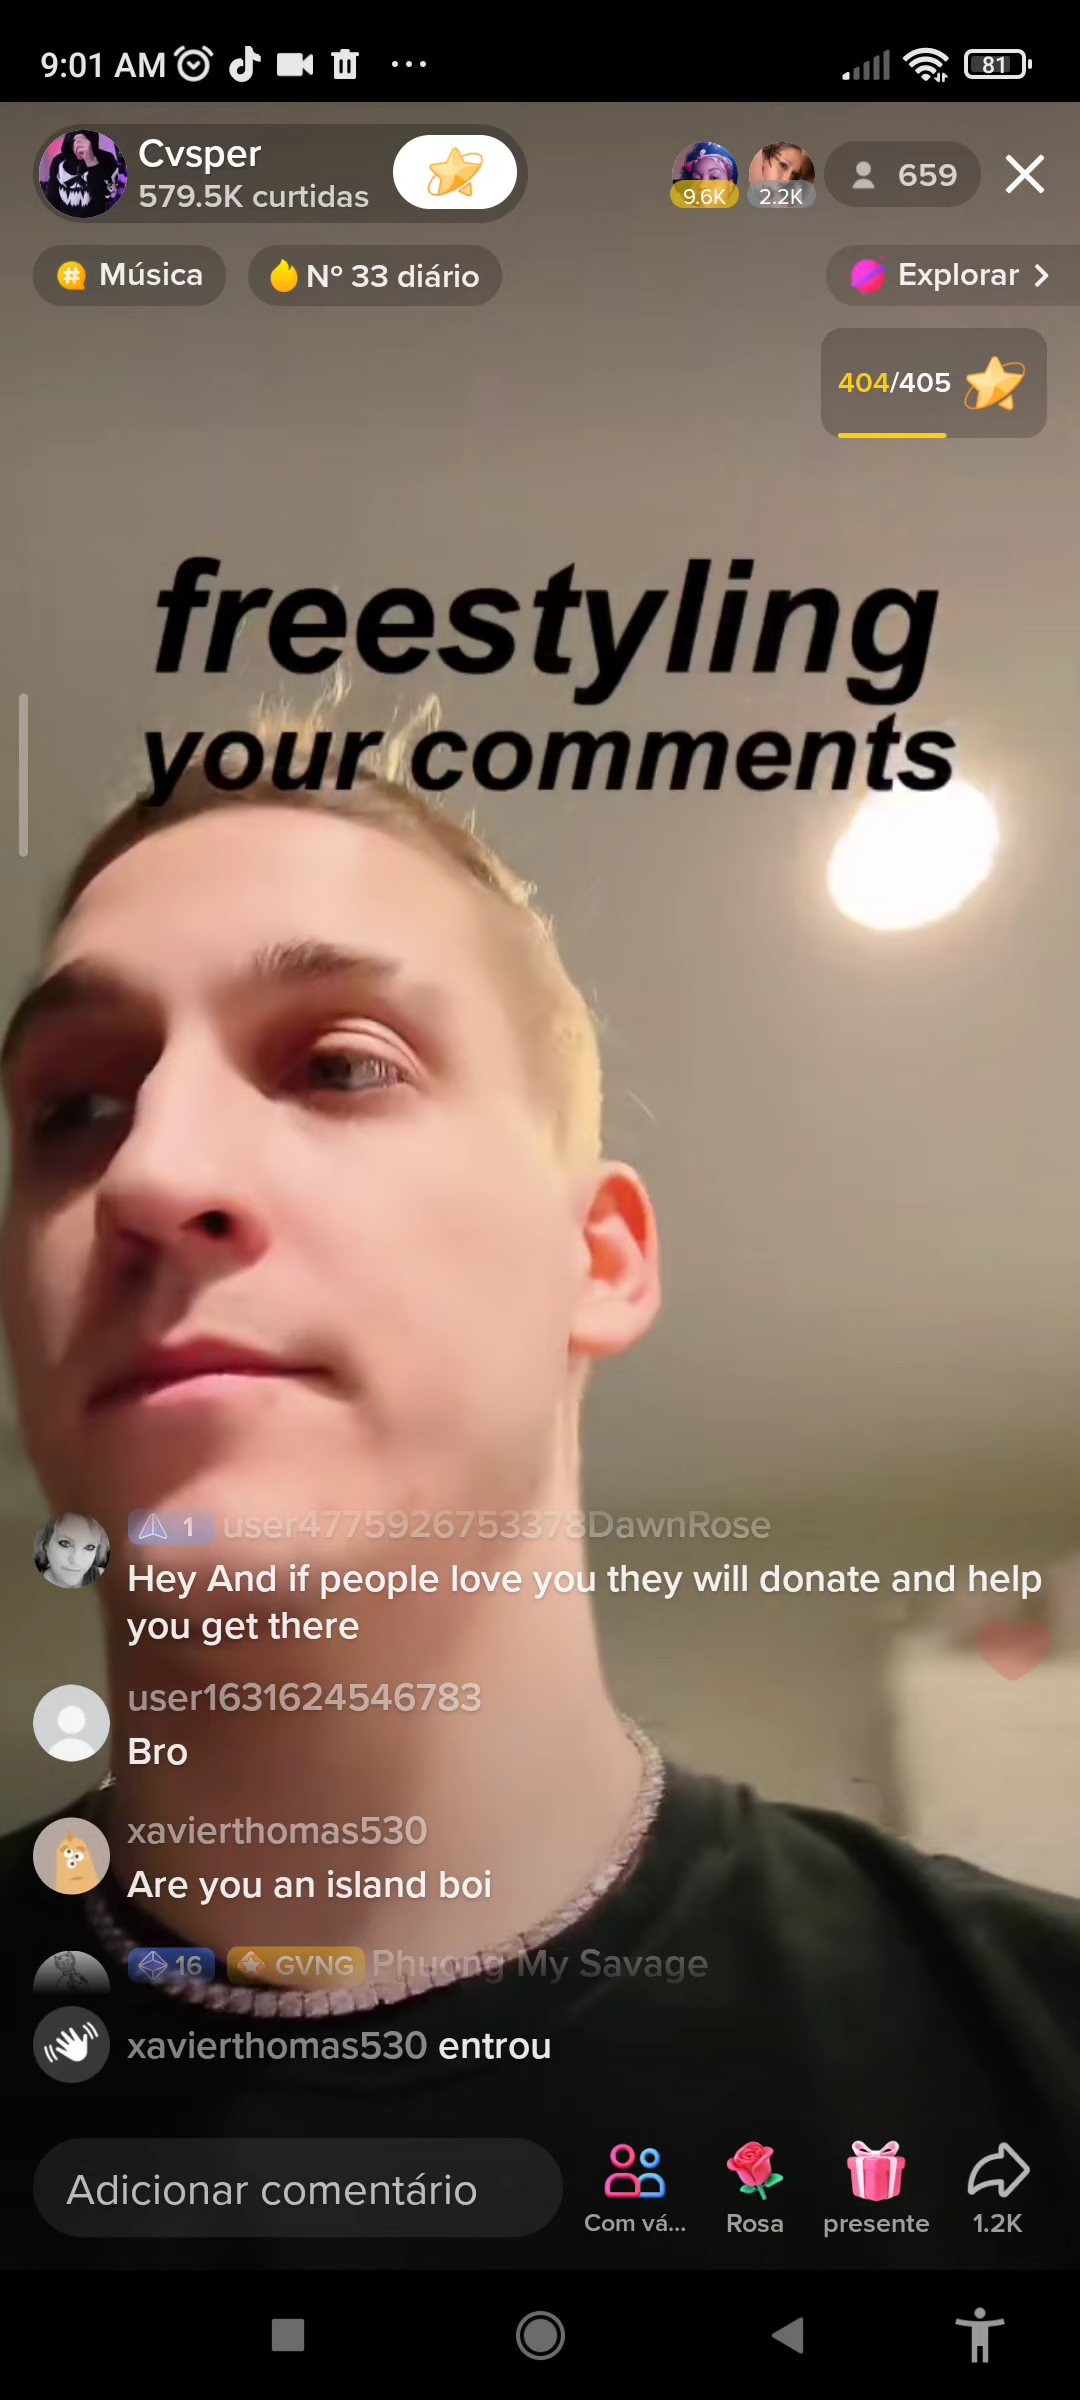 9:01 AM
81
Cvsper
579.5K curtidas
9.6K
2.2K
659
Música
Nº 33 diário
Explorar
404/405
freestyling
your comments
1 user4775926753378DawnRose
Hey And if people love you they will donate and help
you get there
user1631624546783
Bro
xavierthomas530
Are you an island boi
16 GVNG Phuong My Savage
xavierthomas530 entrou
Adicionar comentário
Com vá...
Rosa
presente
1.2K